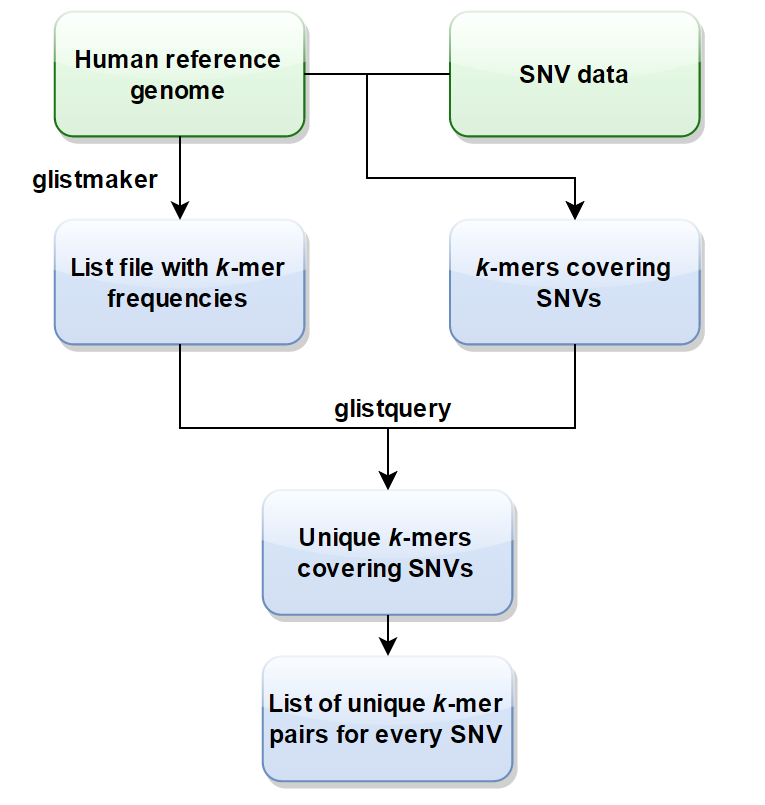 Human reference
genome
SNV data
glistmaker
List file with k-mer
frequencies
k-mers covering
SNVs
glistquery
Unique k-mers
covering SNVs
List of unique k-mer
pairs for every SNV